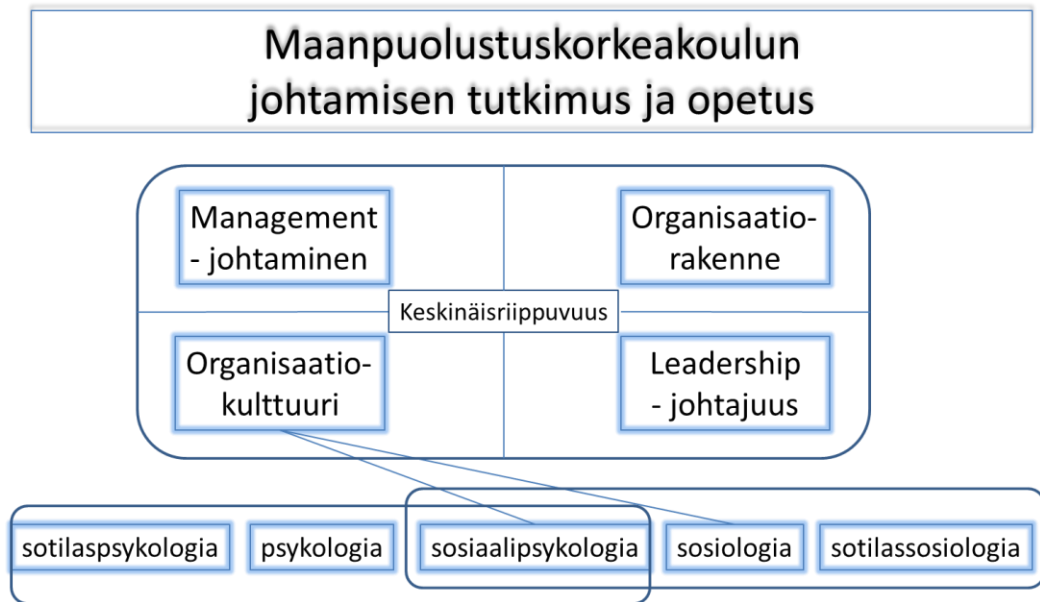 Maanpuolustuskorkeakoulun
johtamisen tutkimus ja opetus
Management
- johtaminen
Organisaatio-
rakenne
Keskinäisriippuvuus
Organisaatio-
kulttuuri
Leadership
- johtajuus
sotilaspsykologia
psykologia
sosiaalipsykologia
sosiologia
sotilassosiologia